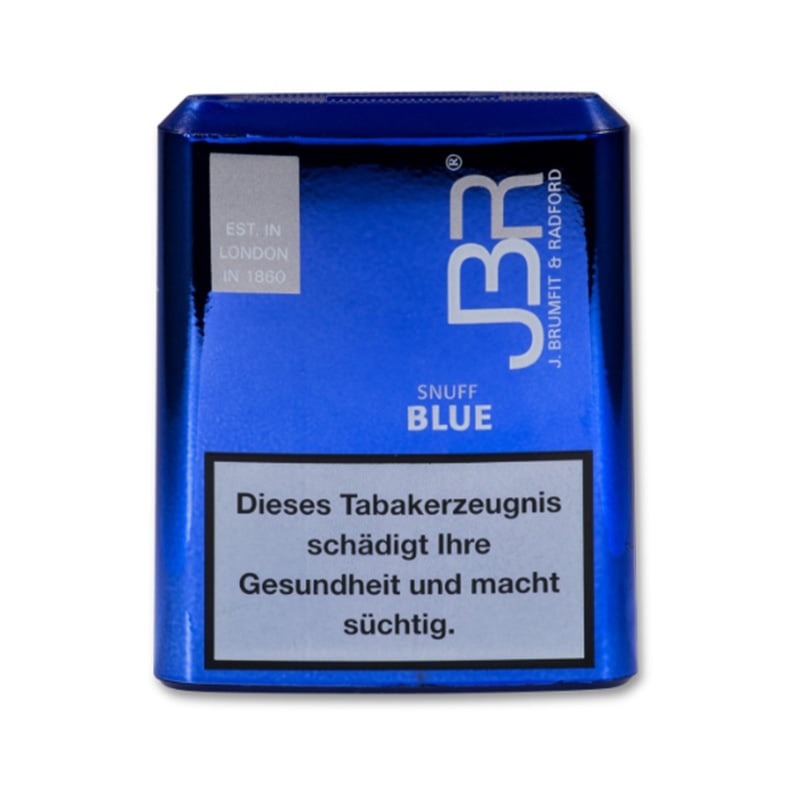 EST. IN
LONDON
IN 1860
JBR®
J. BRUMFIT & RADFORD
SNUFF
BLUE
Dieses Tabakerzeugnis
schädigt Ihre
Gesundheit und macht
süchtig.